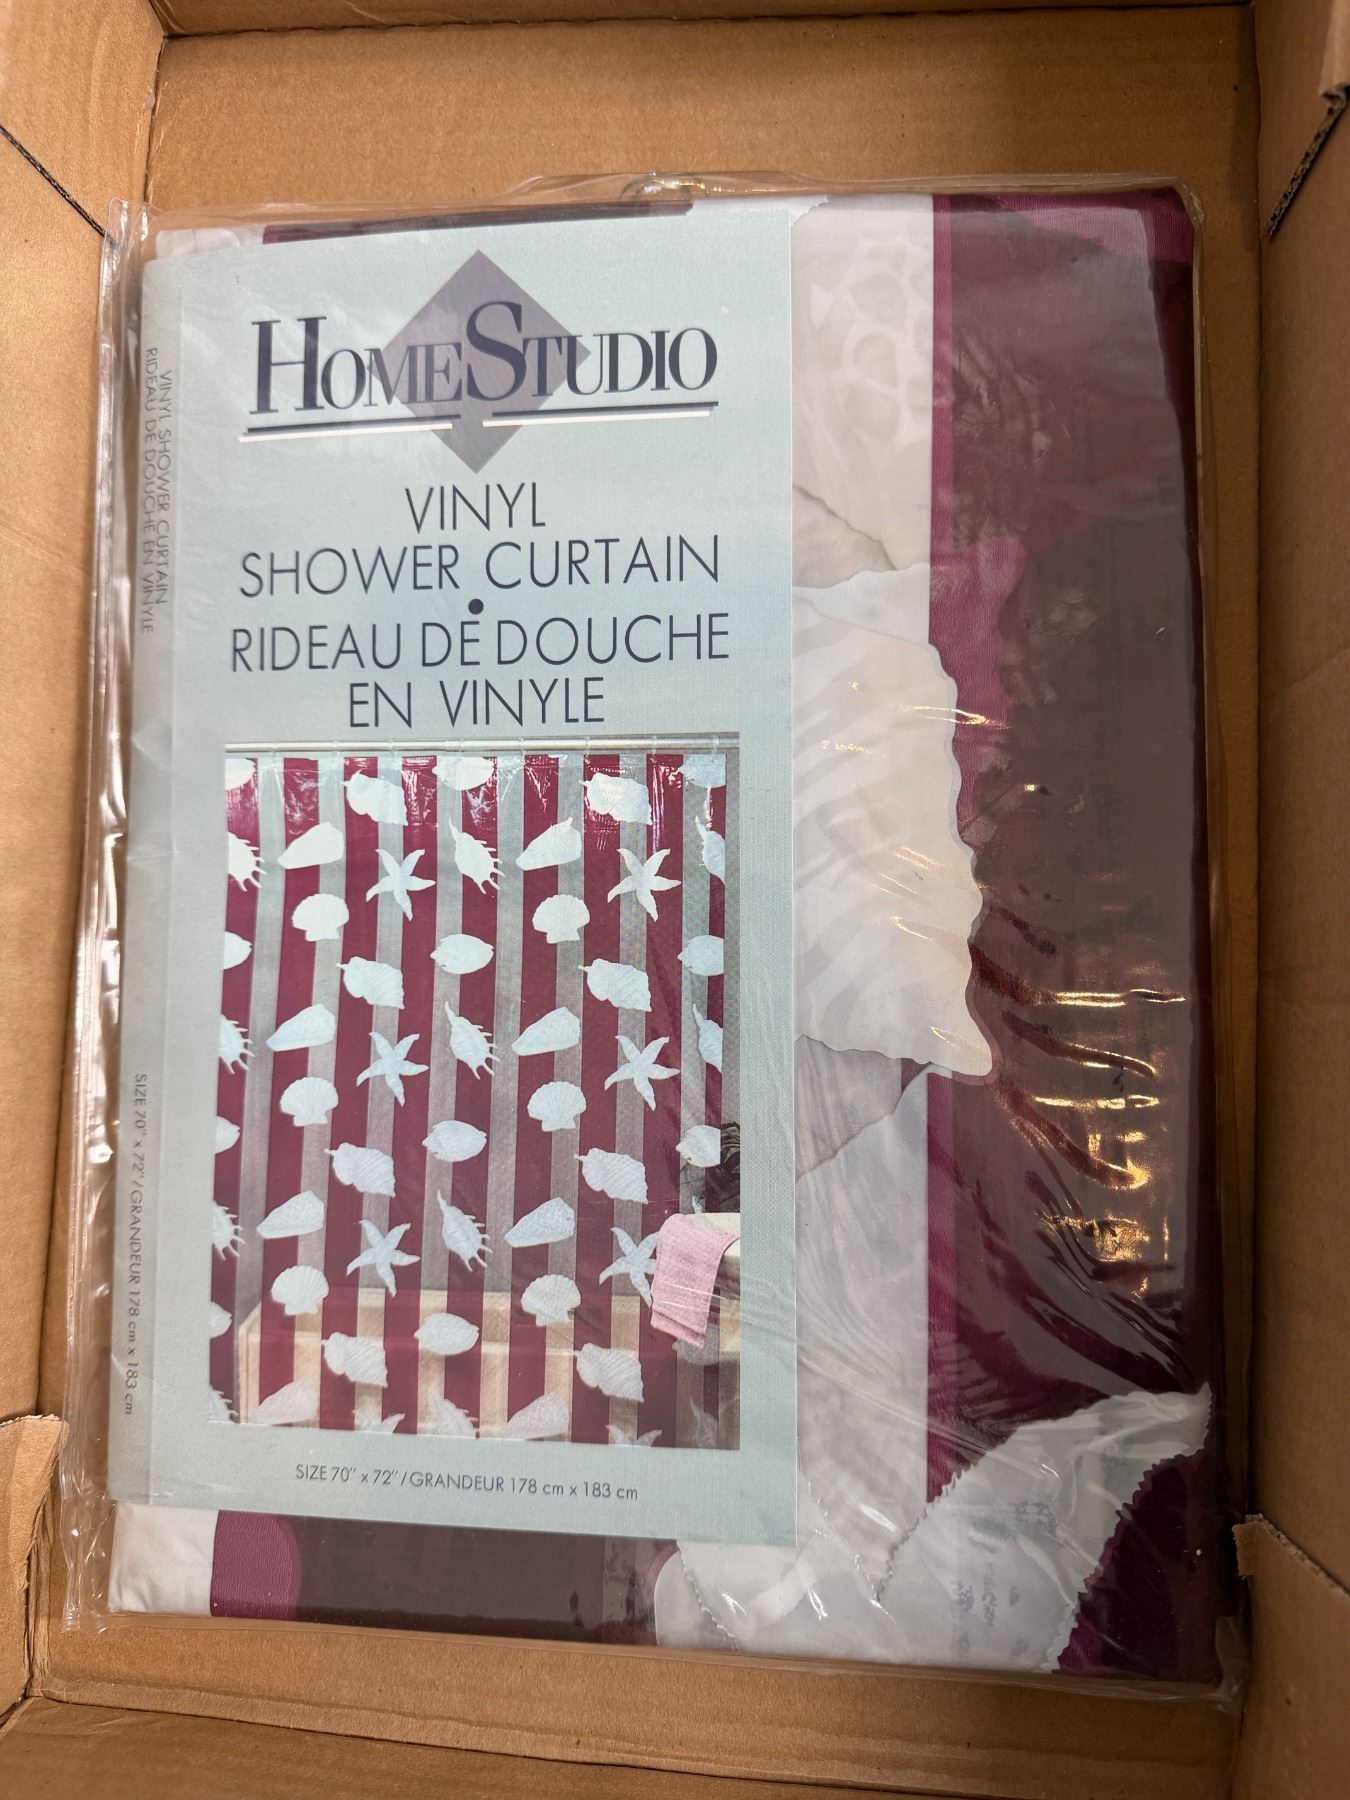 HOMESTUDIO
VINYL
SHOWER CURTAIN
•
RIDEAU DE DOUCHE
EN VINYLE
SIZE 70" x 72" / GRANDEUR 178 cm x 183 cm
VINYL SHOWER CURTAIN
RIDEAU DE DOUCHE EN VINYLE
SIZE 70" x 72" / GRANDEUR 178 cm x 183 cm